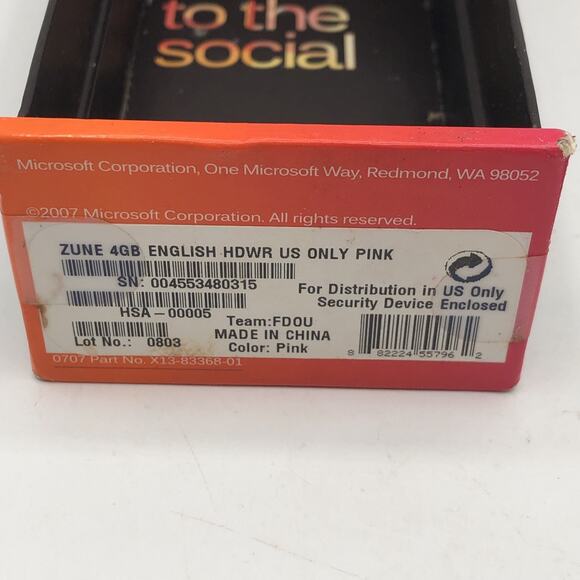 to the
social
Microsoft Corporation, One Microsoft Way, Redmond, WA 98052
©2007 Microsoft Corporation. All rights reserved.
ZUNE 4GB ENGLISH HDWR US ONLY PINK
SN: 004553480315
For Distribution in US Only
Security Device Enclosed
HSA-00005
Team:FDOU
MADE IN CHINA
Lot No.: 0803
Color: Pink
8 82224 55796 2
0707 Part No. X13-83368-01